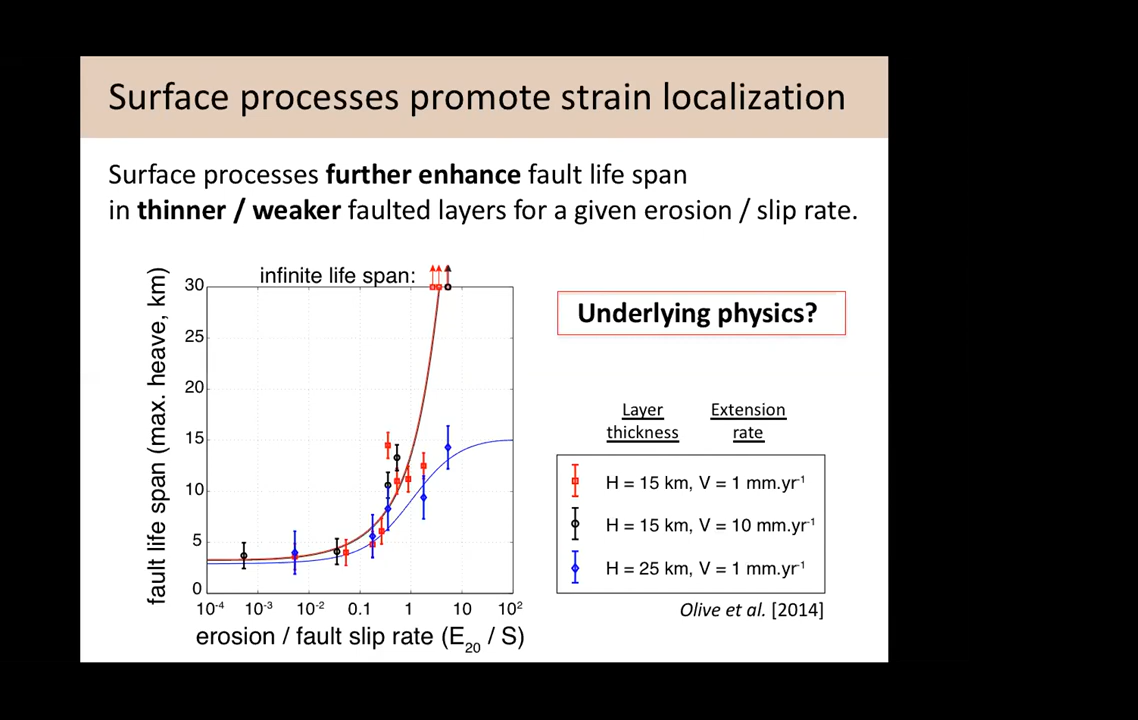 Surface processes promote strain localization
Surface processes further enhance fault life span
in thinner / weaker faulted layers for a given erosion / slip rate.
infinite life span:
fault life span (max. heave, km)
30
25
20
15
10
5
0
10⁻⁴ 10⁻³ 10⁻² 0.1 1 10 10²
erosion / fault slip rate (E₂₀ / S)
Underlying physics?
Layer thickness
Extension rate
H = 15 km, V = 1 mm.yr⁻¹
H = 15 km, V = 10 mm.yr⁻¹
H = 25 km, V = 1 mm.yr⁻¹
Olive et al. [2014]